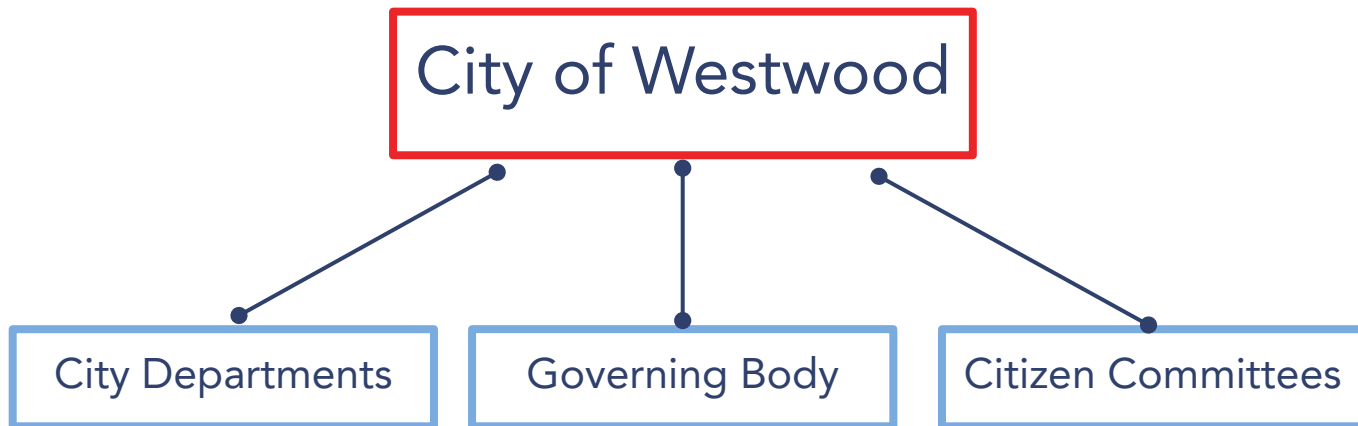 City of Westwood
City Departments
Governing Body
Citizen Committees